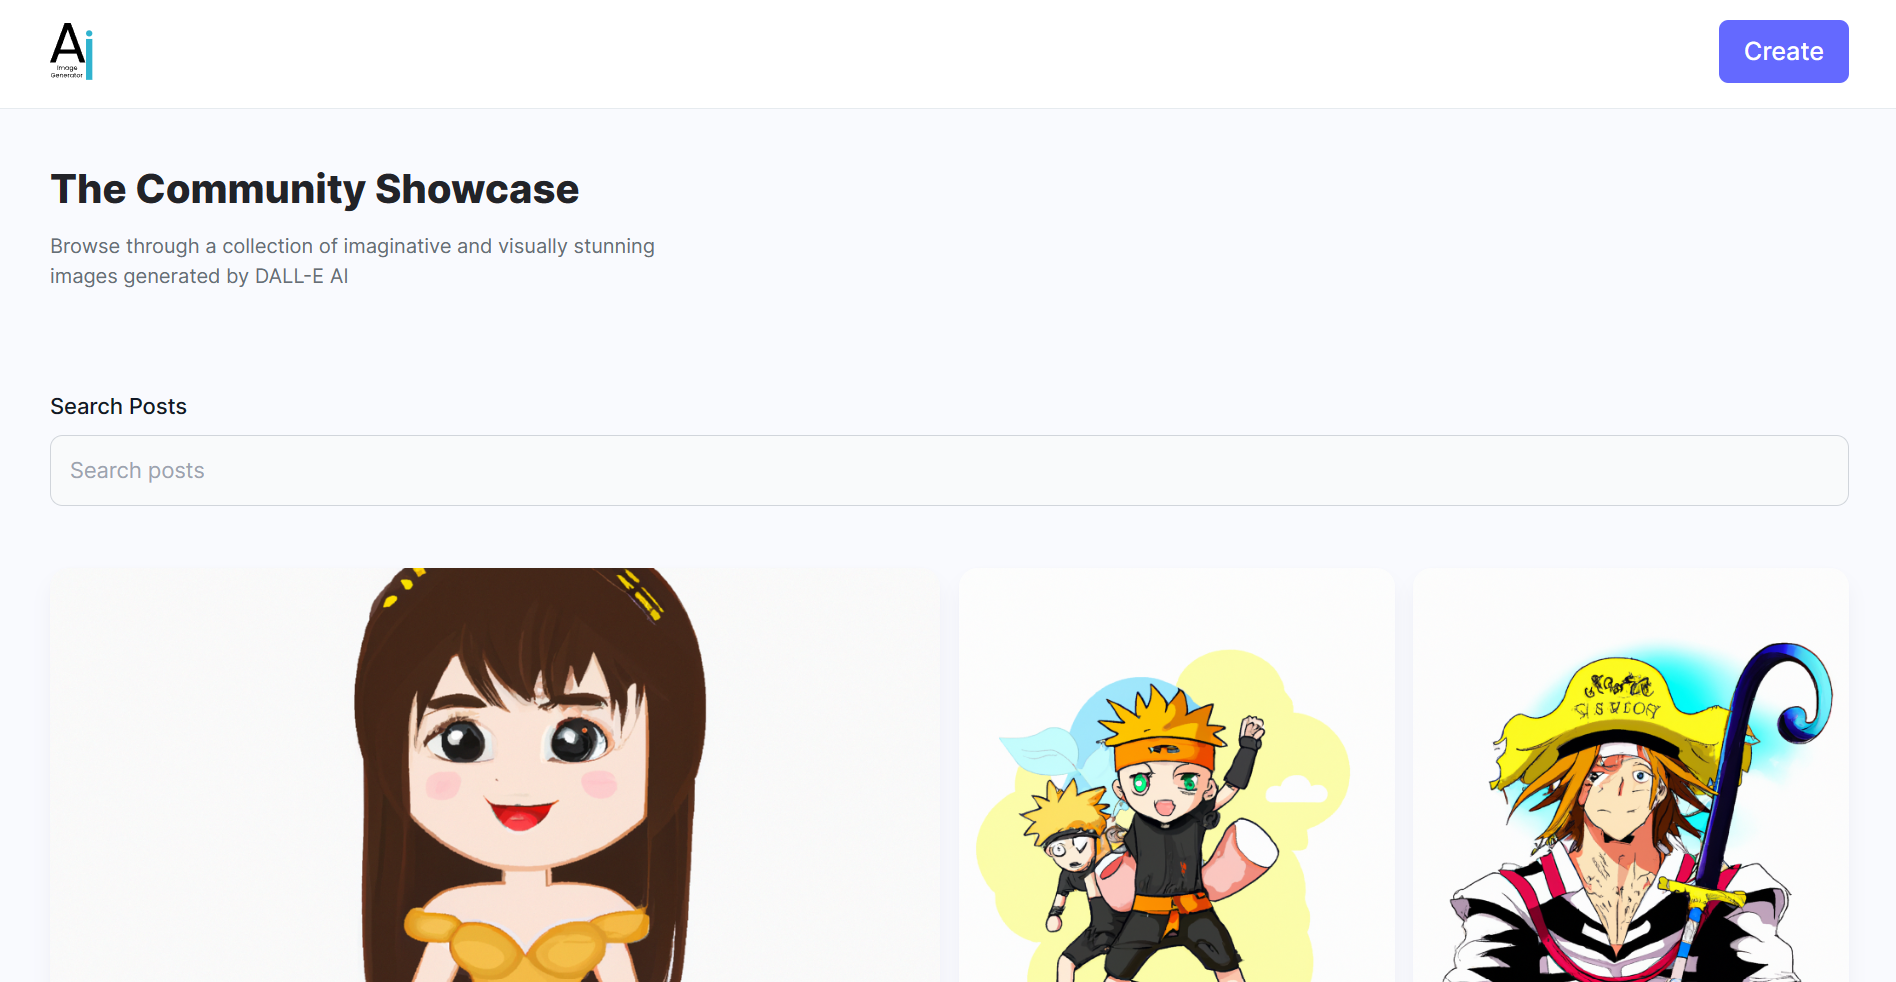 Ai
Image
Generator
Create
The Community Showcase
Browse through a collection of imaginative and visually stunning
images generated by DALL-E AI
Search Posts
Search posts